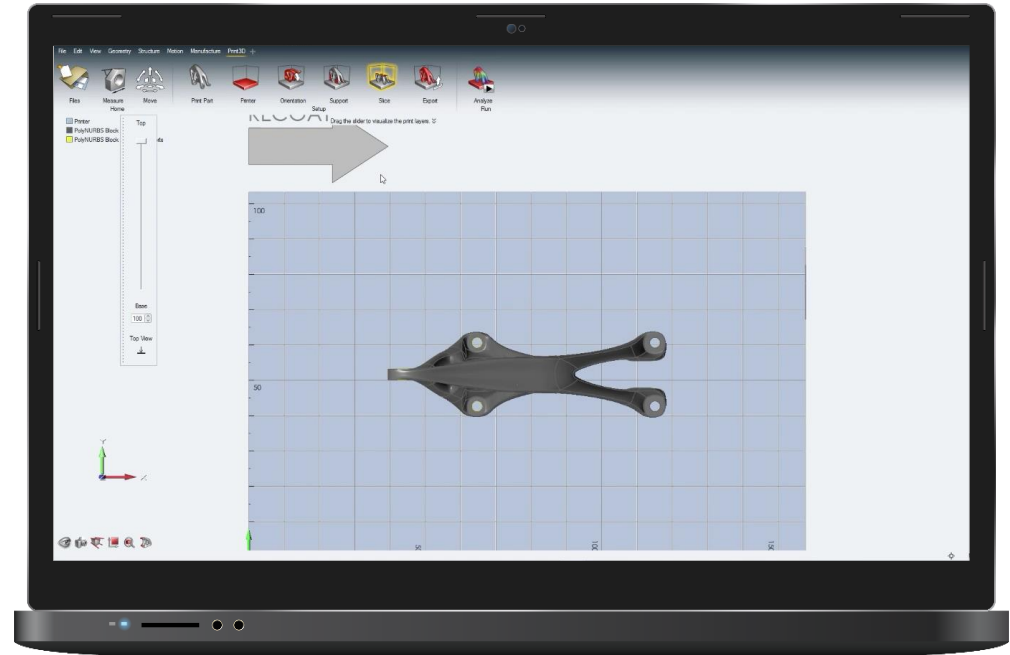 File Edit View Geometry Structure Motion Manufacture Print3D +
Files Measure Move Print Part Printer Orientation Support Slice Export Analyze
Home Setup Run
RECOAT
Drag the slider to visualize the print layers.
Printer
PolyNURBS Block
PolyNURBS Block
Top
Base
100
Top View
100
50
Y
X
50
100
150